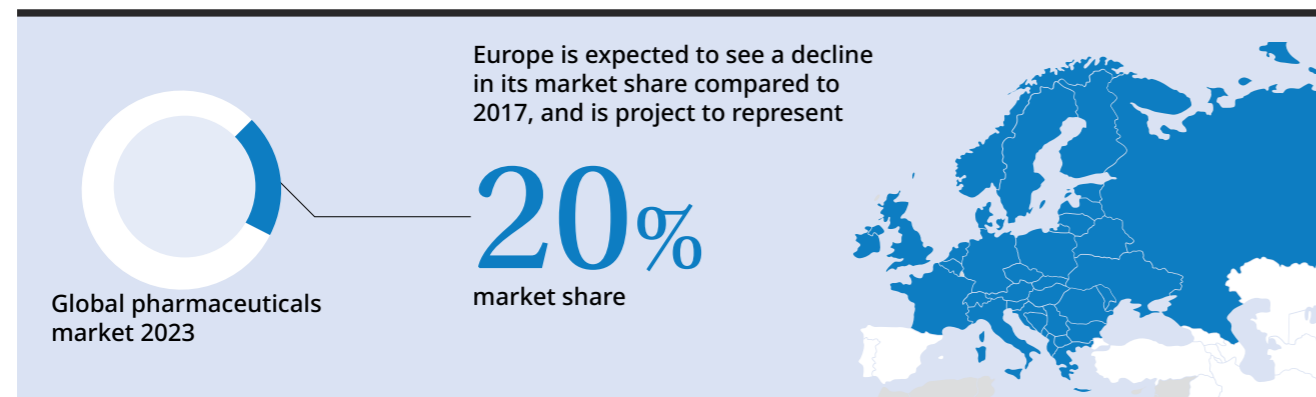 Europe is expected to see a decline
in its market share compared to
2017, and is project to represent
20%
market share
Global pharmaceuticals
market 2023